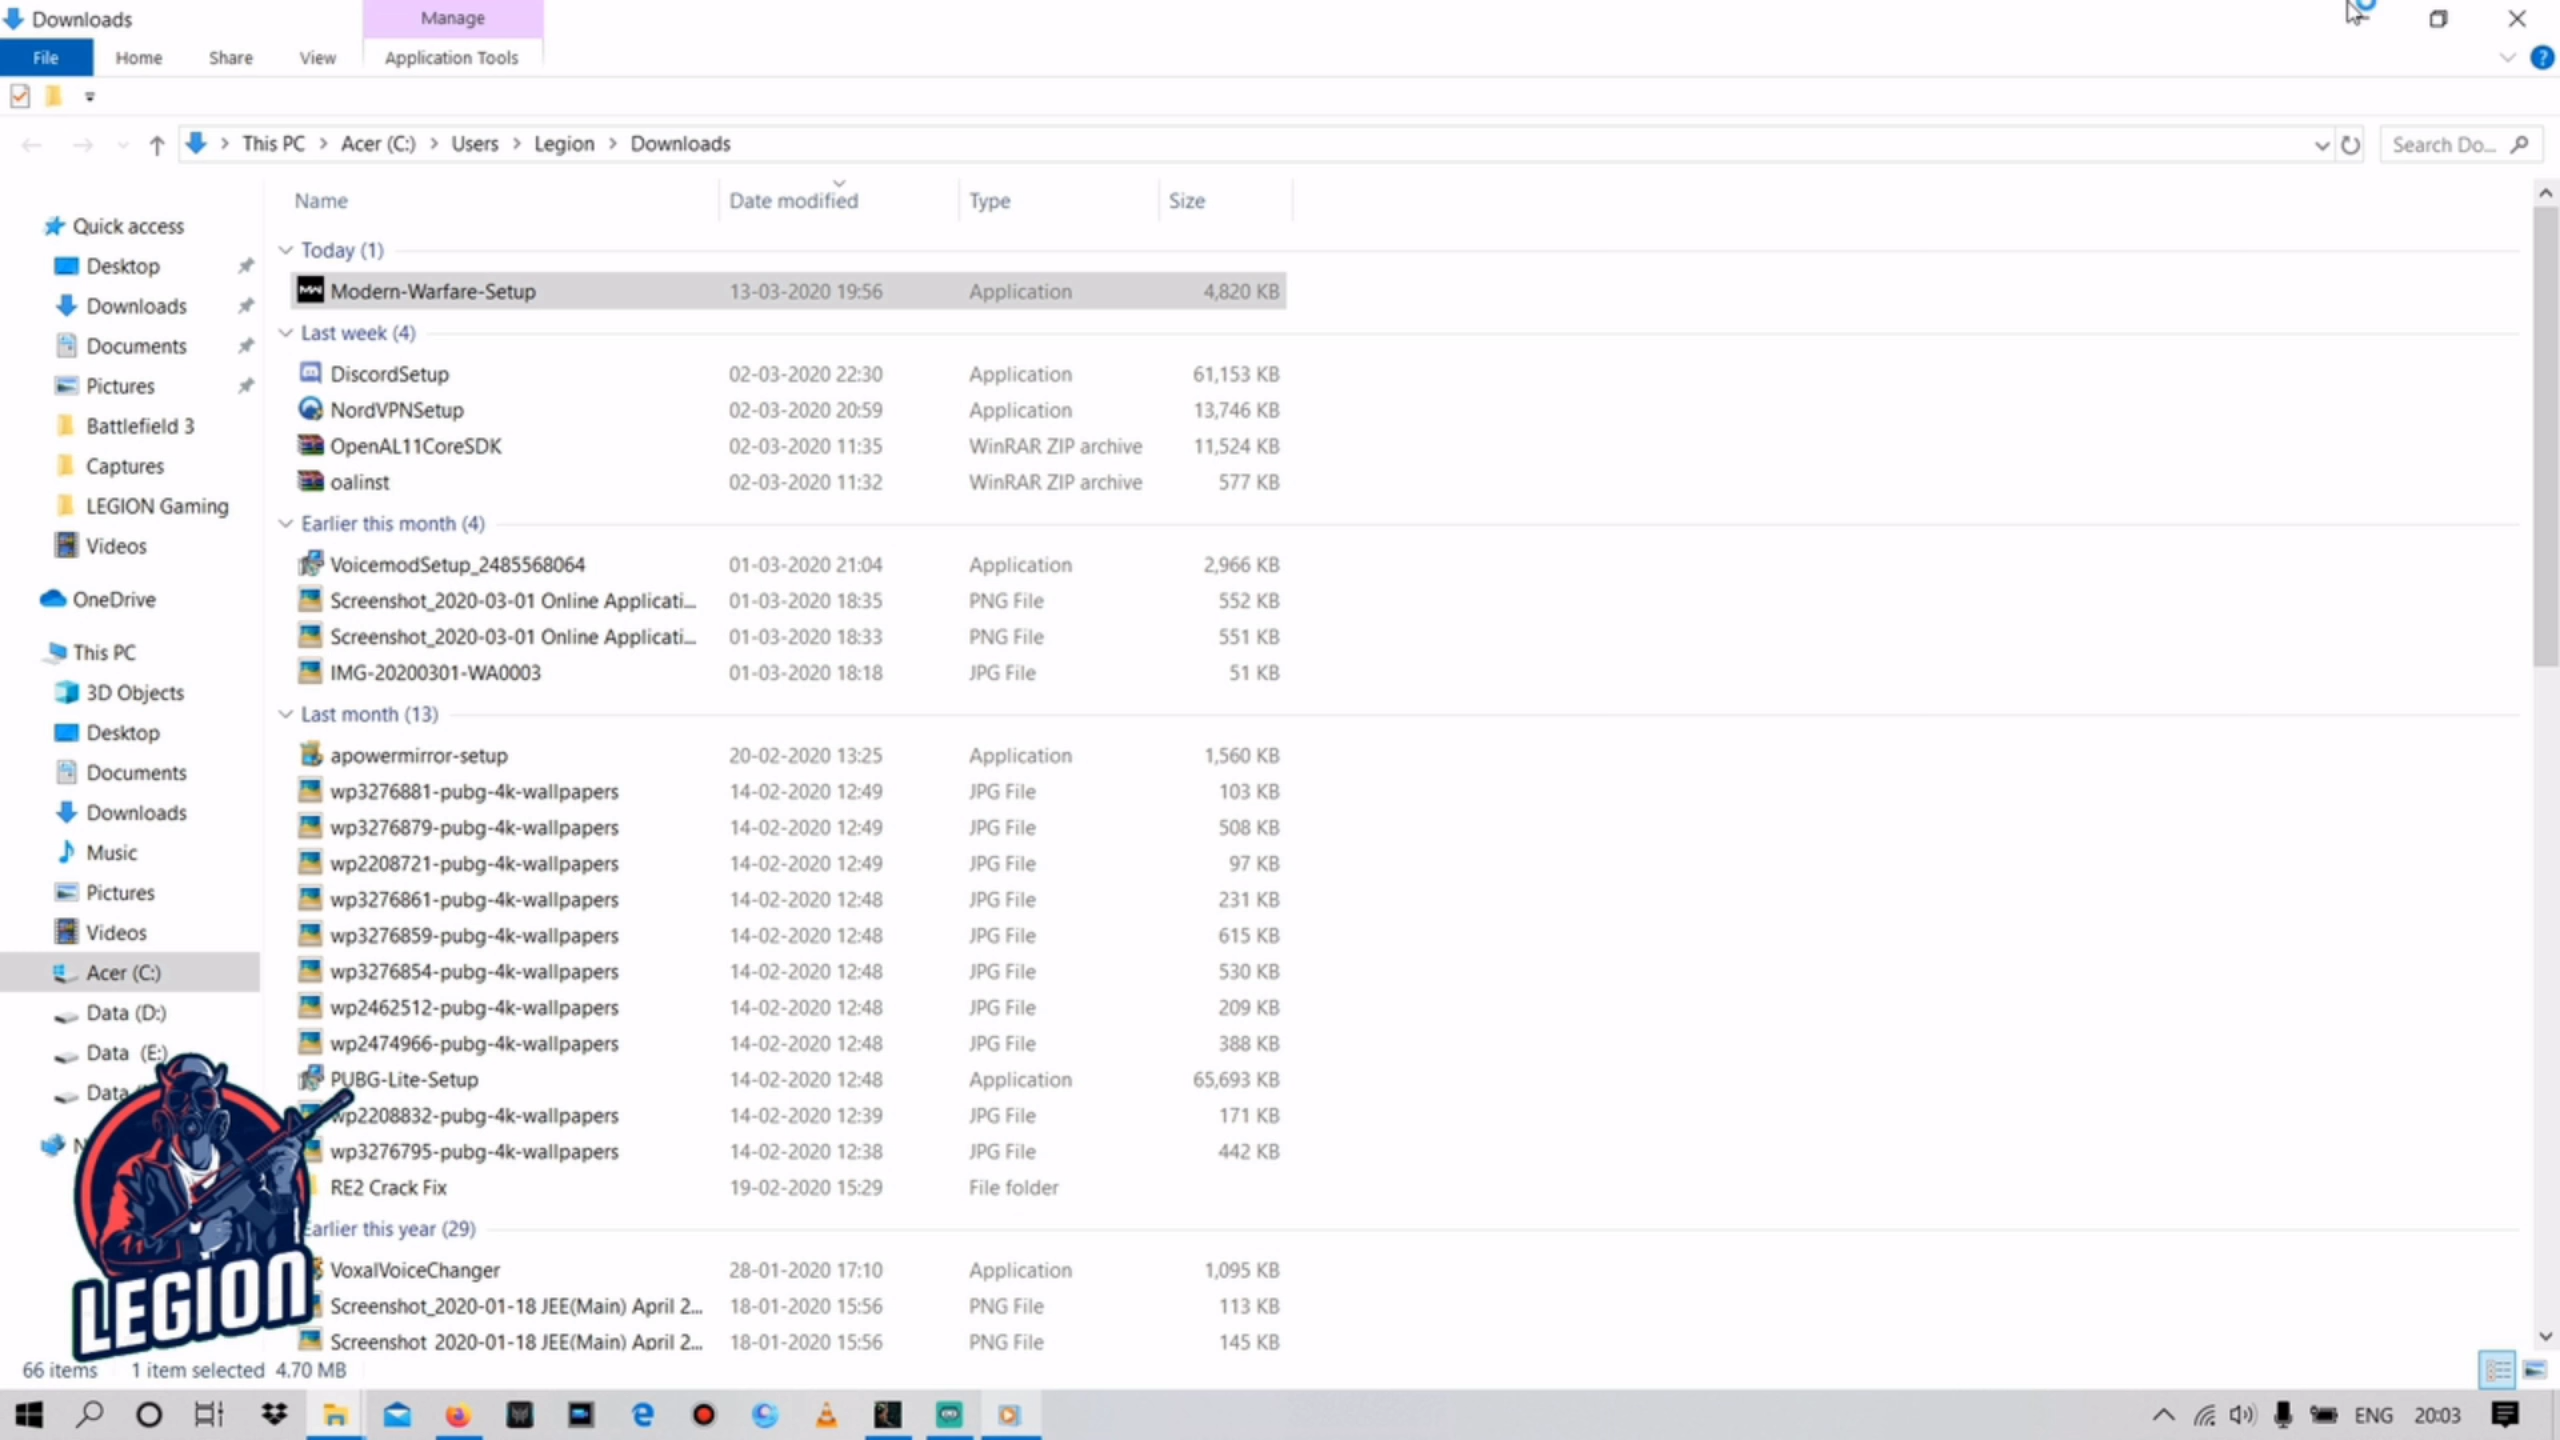 Downloads
Manage
File
Home
Share
View
Application Tools
This PC
Acer (C:)
Users
Legion
Downloads
Search Do...
Name
Date modified
Type
Size
Quick access
Desktop
Downloads
Documents
Pictures
Battlefield 3
Captures
LEGION Gaming
Videos
OneDrive
This PC
3D Objects
Desktop
Documents
Downloads
Music
Pictures
Videos
Acer (C:)
Data (D:)
Data (E:)
Data
Today (1)
Modern-Warfare-Setup 13-03-2020 19:56 Application 4,820 KB
Last week (4)
DiscordSetup 02-03-2020 22:30 Application 61,153 KB
NordVPNSetup 02-03-2020 20:59 Application 13,746 KB
OpenAL11CoreSDK 02-03-2020 11:35 WinRAR ZIP archive 11,524 KB
oalinst 02-03-2020 11:32 WinRAR ZIP archive 577 KB
Earlier this month (4)
VoicemodSetup_2485568064 01-03-2020 21:04 Application 2,966 KB
Screenshot_2020-03-01 Online Applicati... 01-03-2020 18:35 PNG File 552 KB
Screenshot_2020-03-01 Online Applicati... 01-03-2020 18:33 PNG File 551 KB
IMG-20200301-WA0003 01-03-2020 18:18 JPG File 51 KB
Last month (13)
apowermirror-setup 20-02-2020 13:25 Application 1,560 KB
wp3276881-pubg-4k-wallpapers 14-02-2020 12:49 JPG File 103 KB
wp3276879-pubg-4k-wallpapers 14-02-2020 12:49 JPG File 508 KB
wp2208721-pubg-4k-wallpapers 14-02-2020 12:49 JPG File 97 KB
wp3276861-pubg-4k-wallpapers 14-02-2020 12:48 JPG File 231 KB
wp3276859-pubg-4k-wallpapers 14-02-2020 12:48 JPG File 615 KB
wp3276854-pubg-4k-wallpapers 14-02-2020 12:48 JPG File 530 KB
wp2462512-pubg-4k-wallpapers 14-02-2020 12:48 JPG File 209 KB
wp2474966-pubg-4k-wallpapers 14-02-2020 12:48 JPG File 388 KB
PUBG-Lite-Setup 14-02-2020 12:48 Application 65,693 KB
wp2208832-pubg-4k-wallpapers 14-02-2020 12:39 JPG File 171 KB
wp3276795-pubg-4k-wallpapers 14-02-2020 12:38 JPG File 442 KB
RE2 Crack Fix 19-02-2020 15:29 File folder
Earlier this year (29)
VoxalVoiceChanger 28-01-2020 17:10 Application 1,095 KB
Screenshot_2020-01-18 JEE(Main) April 2... 18-01-2020 15:56 PNG File 113 KB
Screenshot_2020-01-18 JEE(Main) April 2... 18-01-2020 15:56 PNG File 145 KB
LEGION
66 items 1 item selected 4.70 MB
ENG 20:03